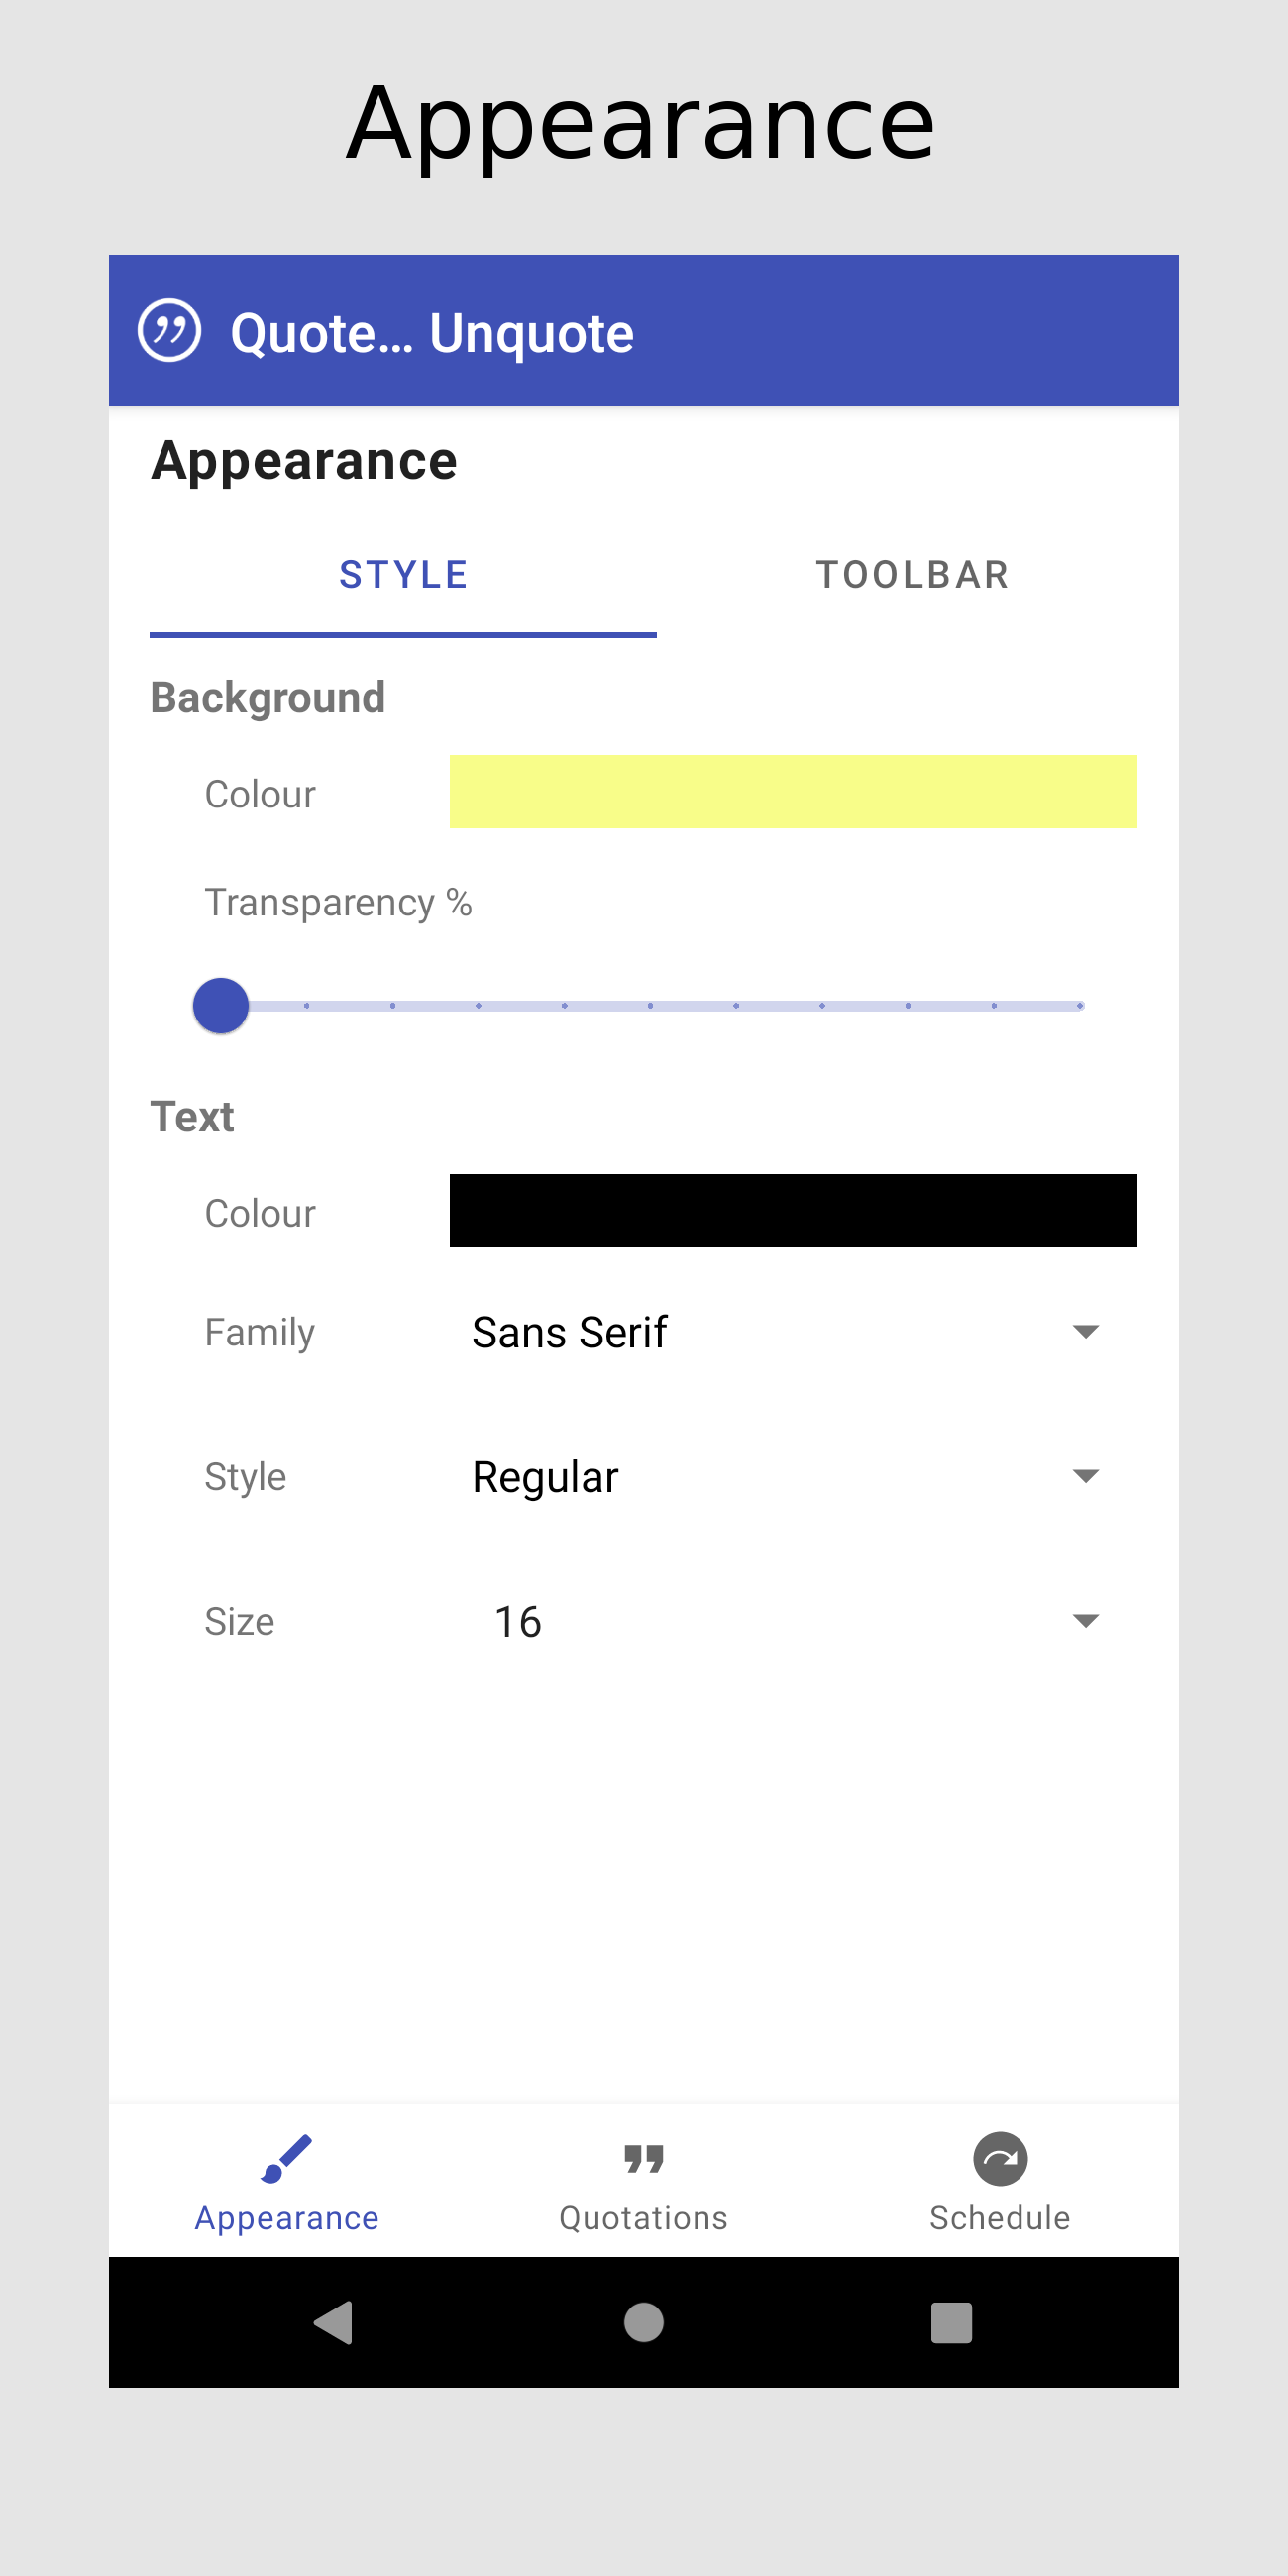 Appearance
Quote… Unquote
Appearance
STYLE TOOLBAR
Background
Colour
Transparency %
Text
Colour
Family Sans Serif
Style Regular
Size 16
Appearance Quotations Schedule